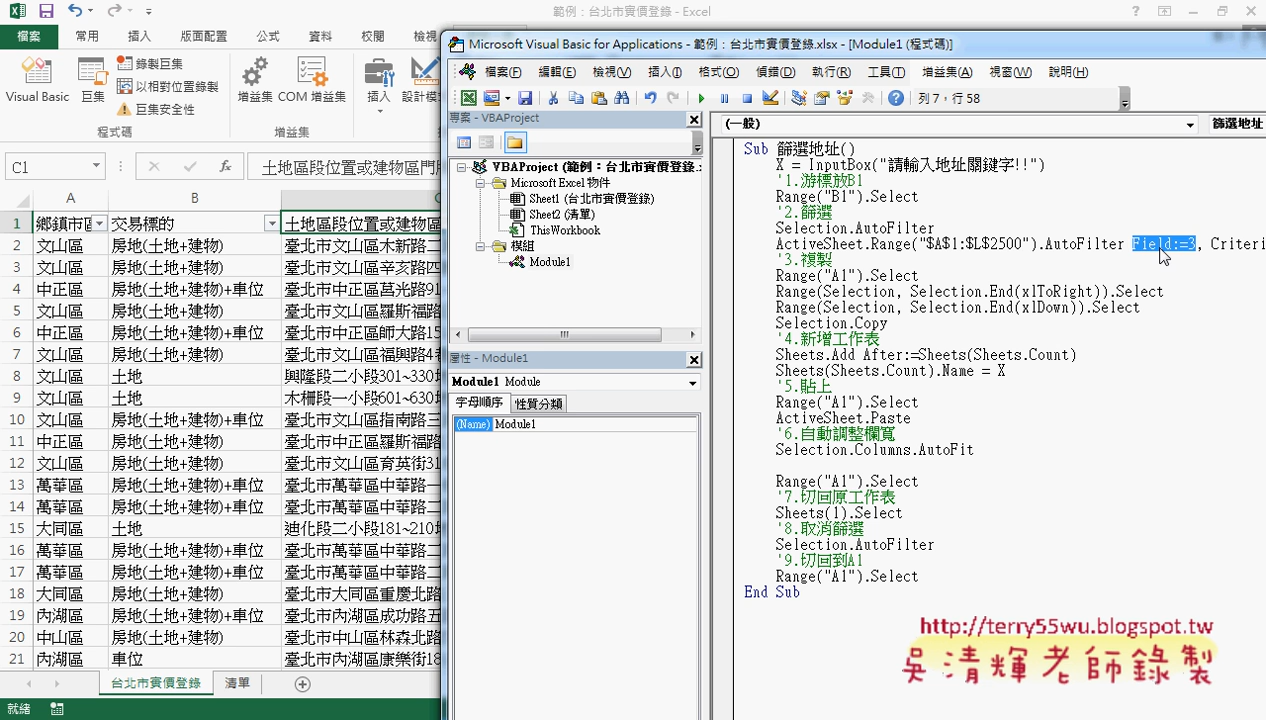 範例：台北市實價登錄 - Excel
檔案 常用 插入 版面配置 公式 資料 校閱 檢視
Visual Basic 巨集 錄製巨集 以相對位置錄製 巨集安全性 增益集 COM 增益集 插入 設計模
程式碼 增益集
C1 fx 土地區段位置或建物區門
A B
1 鄉鎮市區 交易標的 土地區段位置或建物區
2 文山區 房地(土地+建物) 臺北市文山區木新路二
3 文山區 房地(土地+建物) 臺北市文山區辛亥路四
4 中正區 房地(土地+建物)+車位 臺北市中正區莒光路91
5 文山區 房地(土地+建物) 臺北市文山區羅斯福路
6 中正區 房地(土地+建物)+車位 臺北市中正區師大路15
7 文山區 房地(土地+建物) 臺北市文山區福興路4巷
8 文山區 土地 興隆段二小段301~330地
9 文山區 土地 木柵段一小段601~630地
10 文山區 房地(土地+建物)+車位 臺北市文山區指南路三
11 中正區 房地(土地+建物) 臺北市中正區羅斯福路
12 文山區 房地(土地+建物) 臺北市文山區育英街31
13 萬華區 房地(土地+建物)+車位 臺北市萬華區中華路一
14 萬華區 房地(土地+建物)+車位 臺北市萬華區中華路二
15 大同區 土地 迪化段二小段181~210地
16 萬華區 房地(土地+建物)+車位 臺北市萬華區中華路二
17 萬華區 房地(土地+建物)+車位 臺北市萬華區中華路二
18 大同區 房地(土地+建物) 臺北市大同區重慶北路
19 內湖區 房地(土地+建物)+車位 臺北市內湖區成功路五
20 中山區 房地(土地+建物) 臺北市中山區林森北路
21 內湖區 車位 臺北市內湖區康樂街18
台北市實價登錄 清單
就緒
Microsoft Visual Basic for Applications - 範例：台北市實價登錄.xlsx - [Module1 (程式碼)]
檔案(F) 編輯(E) 檢視(V) 插入(I) 格式(O) 偵錯(D) 執行(R) 工具(T) 增益集(A) 視窗(W) 說明(H)
列 7，行 58
專案 - VBAProject
VBAProject (範例：台北市實價登錄.
Microsoft Excel 物件
Sheet1 (台北市實價登錄)
Sheet2 (清單)
ThisWorkbook
模組
Module1
屬性 - Module1
Module1 Module
字母順序 性質分類
(Name) Module1
(一般) 篩選地址
Sub 篩選地址()
X = InputBox("請輸入地址關鍵字!!")
'1.游標放B1
Range("B1").Select
'2.篩選
Selection.AutoFilter
ActiveSheet.Range("$A$1:$L$2500").AutoFilter Field:=3, Criteri
'3.複製
Range("A1").Select
Range(Selection, Selection.End(xlToRight)).Select
Range(Selection, Selection.End(xlDown)).Select
Selection.Copy
'4.新增工作表
Sheets.Add After:=Sheets(Sheets.Count)
Sheets(Sheets.Count).Name = X
'5.貼上
Range("A1").Select
ActiveSheet.Paste
'6.自動調整欄寬
Selection.Columns.AutoFit
Range("A1").Select
'7.切回原工作表
Sheets(1).Select
'8.取消篩選
Selection.AutoFilter
'9.切回到A1
Range("A1").Select
End Sub
http://terry55wu.blogspot.tw
吳清輝老師錄製